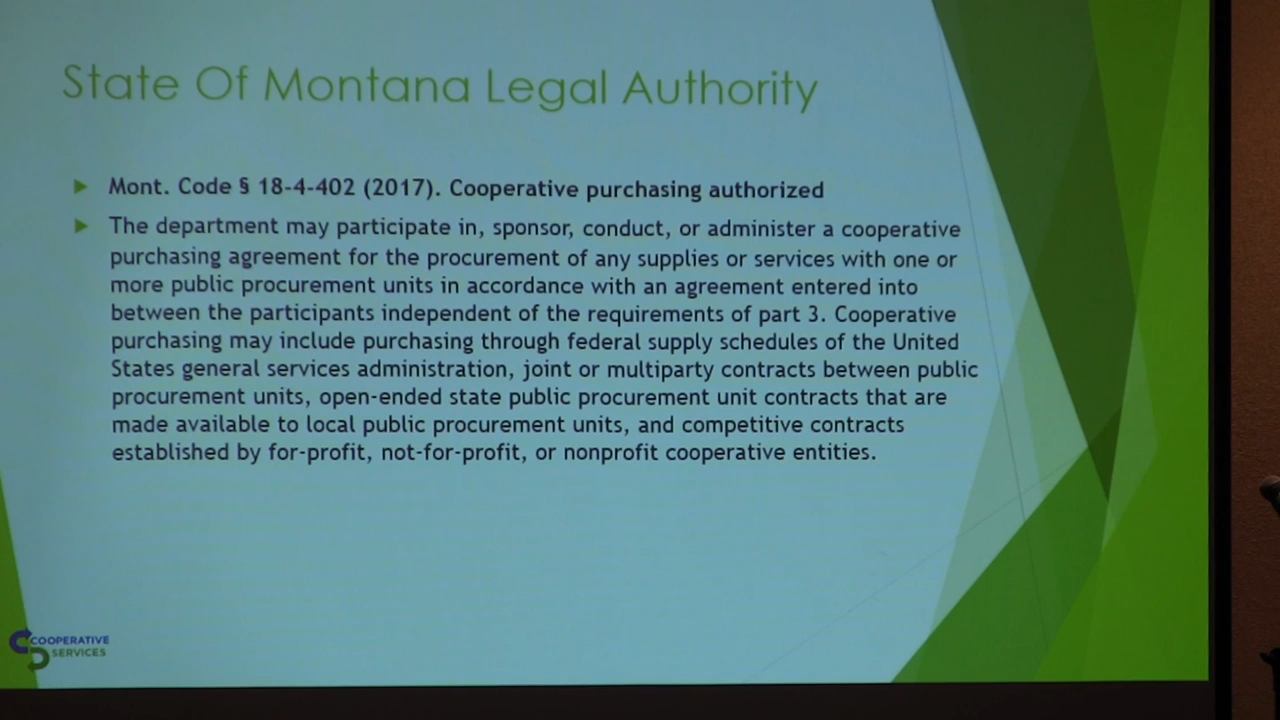 State Of Montana Legal Authority
Mont. Code § 18-4-402 (2017). Cooperative purchasing authorized
The department may participate in, sponsor, conduct, or administer a cooperative
purchasing agreement for the procurement of any supplies or services with one or
more public procurement units in accordance with an agreement entered into
between the participants independent of the requirements of part 3. Cooperative
purchasing may include purchasing through federal supply schedules of the United
States general services administration, joint or multiparty contracts between public
procurement units, open-ended state public procurement unit contracts that are
made available to local public procurement units, and competitive contracts
established by for-profit, not-for-profit, or nonprofit cooperative entities.
COOPERATIVE
SERVICES